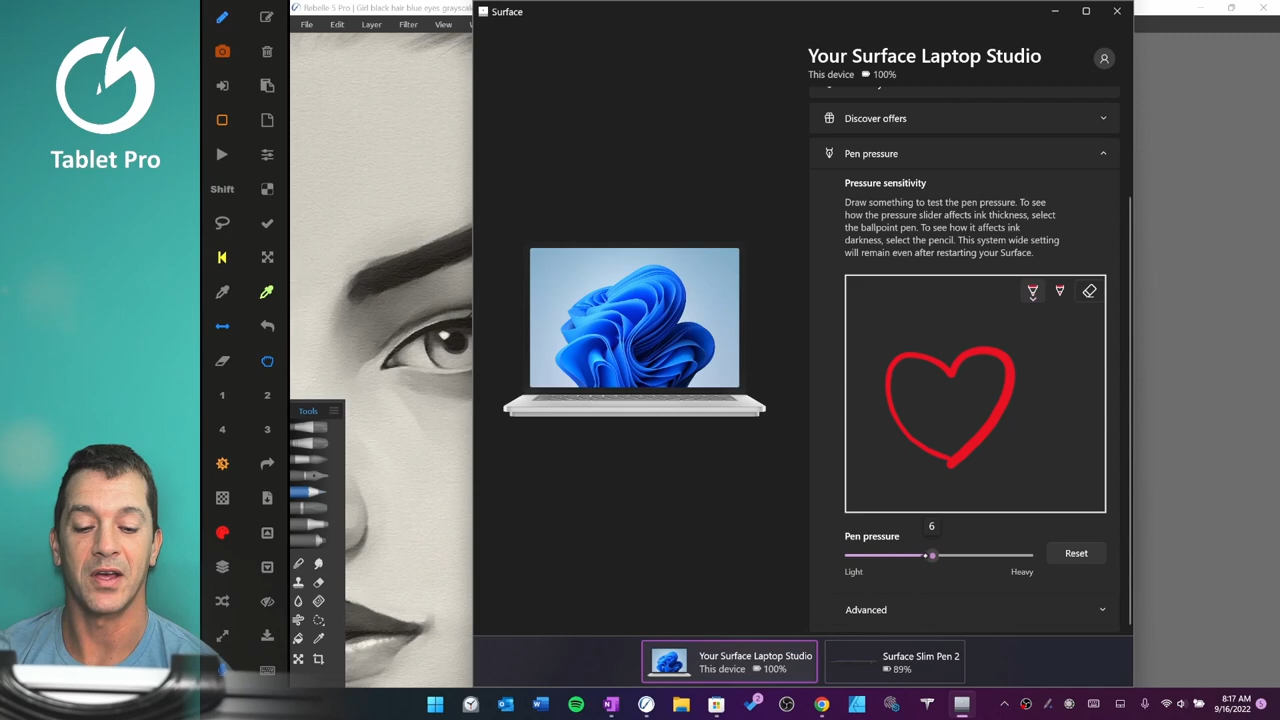 Tablet Pro
Shift
1 2
4 3
Rebelle 5 Pro | Girl black hair blue eyes grayscale
File Edit Layer Filter View
Tools
Surface
Your Surface Laptop Studio
This device 100%
Discover offers
Pen pressure
Pressure sensitivity
Draw something to test the pen pressure. To see
how the pressure slider affects ink thickness, select
the ballpoint pen. To see how it affects ink
darkness, select the pencil. This system wide setting
will remain even after restarting your Surface.
6
Pen pressure
Reset
Light Heavy
Advanced
Your Surface Laptop Studio
This device 100%
Surface Slim Pen 2
89%
2
8:17 AM
9/16/2022
5